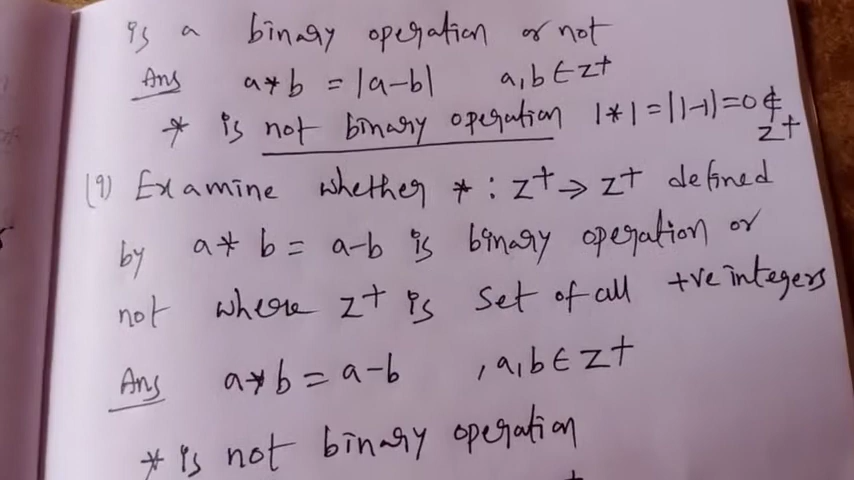 is a binary operation or not
Ans a*b = |a-b| a,b ∈ z+
* is not binary operation 1*1 = |1-1| = 0 ∉ z+
(9) Examine whether * : z+ → z+ defined
by a * b = a-b is binary operation or
not where z+ is set of all +ve integers
Ans a*b = a-b , a,b ∈ z+
* is not binary operation